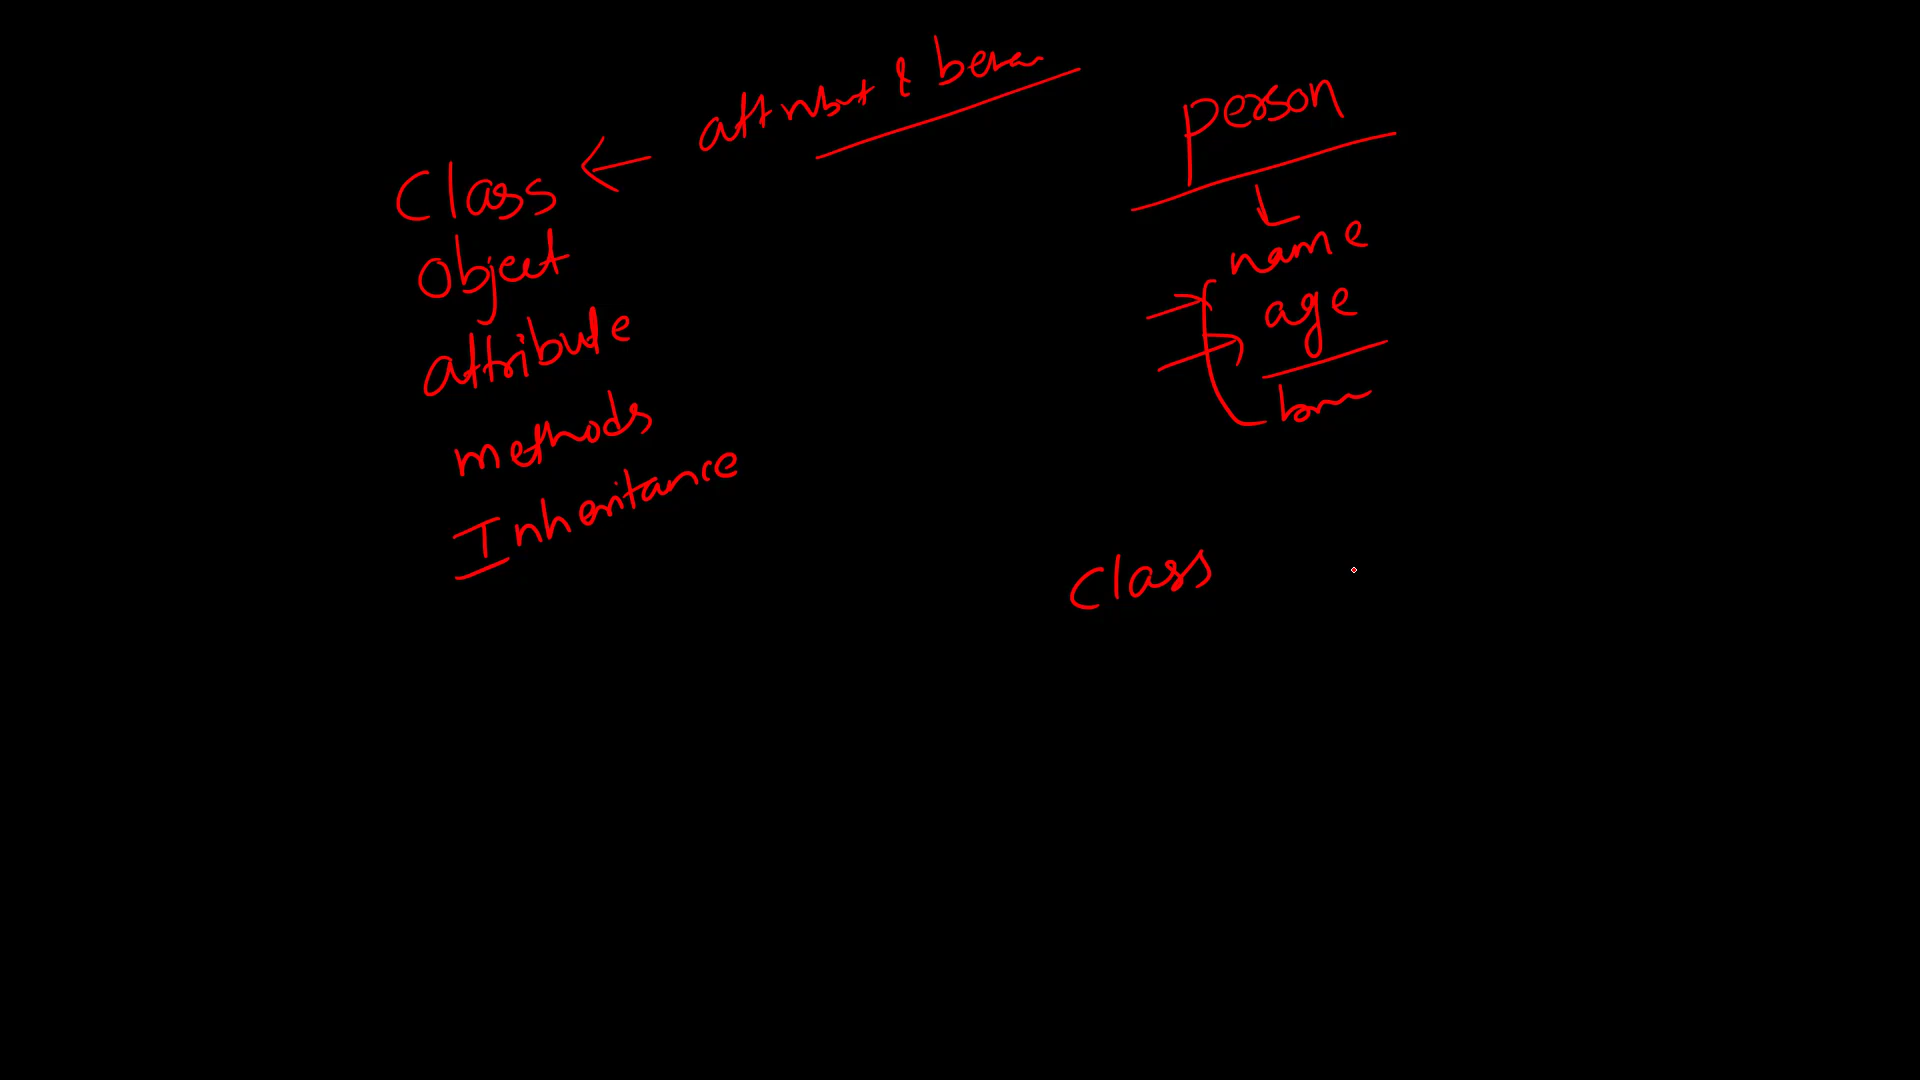 attribut & beha
Class
Object
attribute
methods
Inheritance
person
name
age
Class